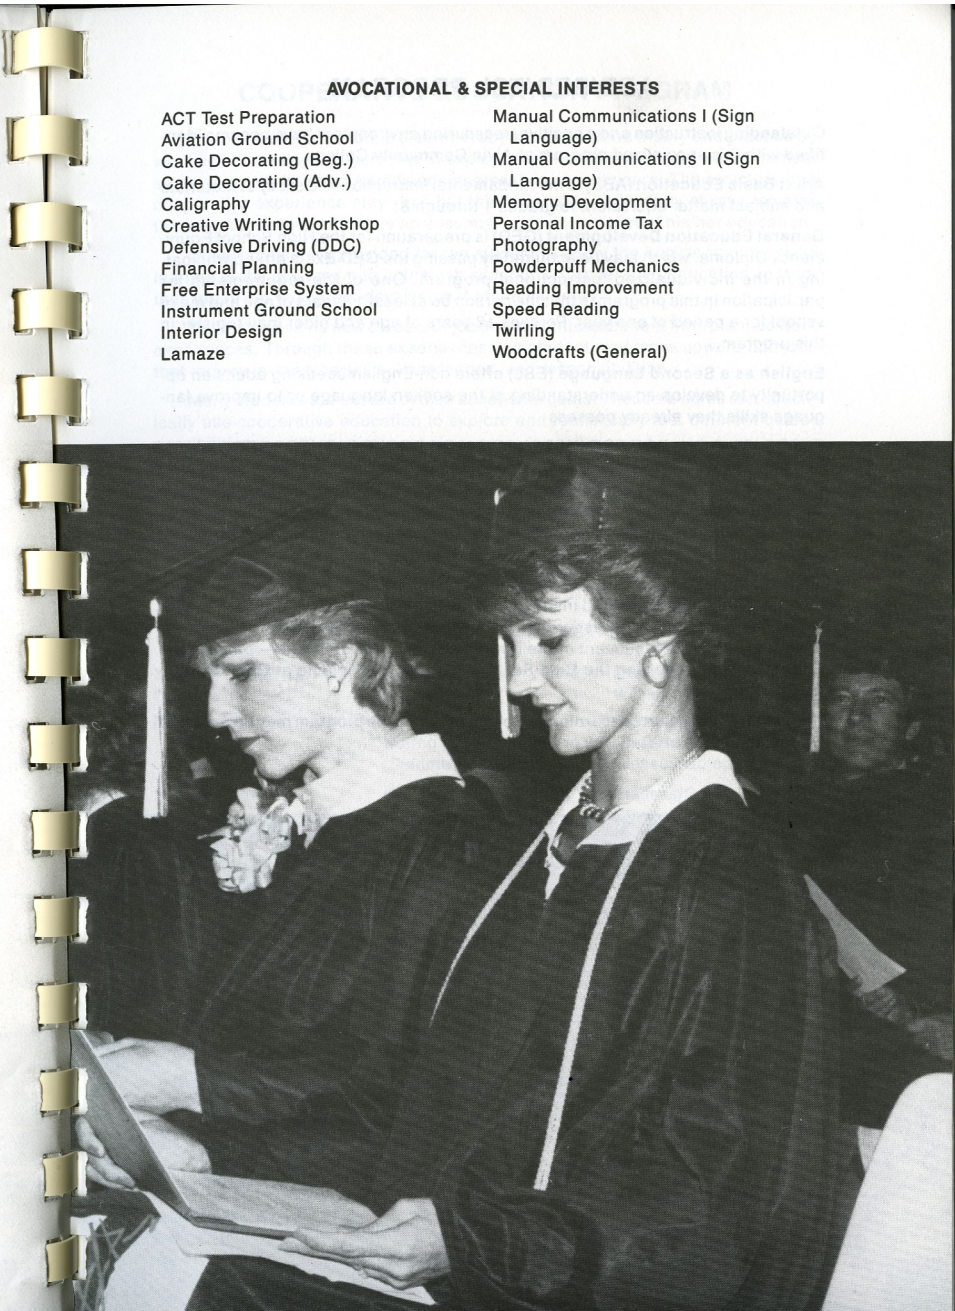 AVOCATIONAL & SPECIAL INTERESTS
ACT Test Preparation
Aviation Ground School
Cake Decorating (Beg.)
Cake Decorating (Adv.)
Caligraphy
Creative Writing Workshop
Defensive Driving (DDC)
Financial Planning
Free Enterprise System
Instrument Ground School
Interior Design
Lamaze
Manual Communications I (Sign
Language)
Manual Communications II (Sign
Language)
Memory Development
Personal Income Tax
Photography
Powderpuff Mechanics
Reading Improvement
Speed Reading
Twirling
Woodcrafts (General)